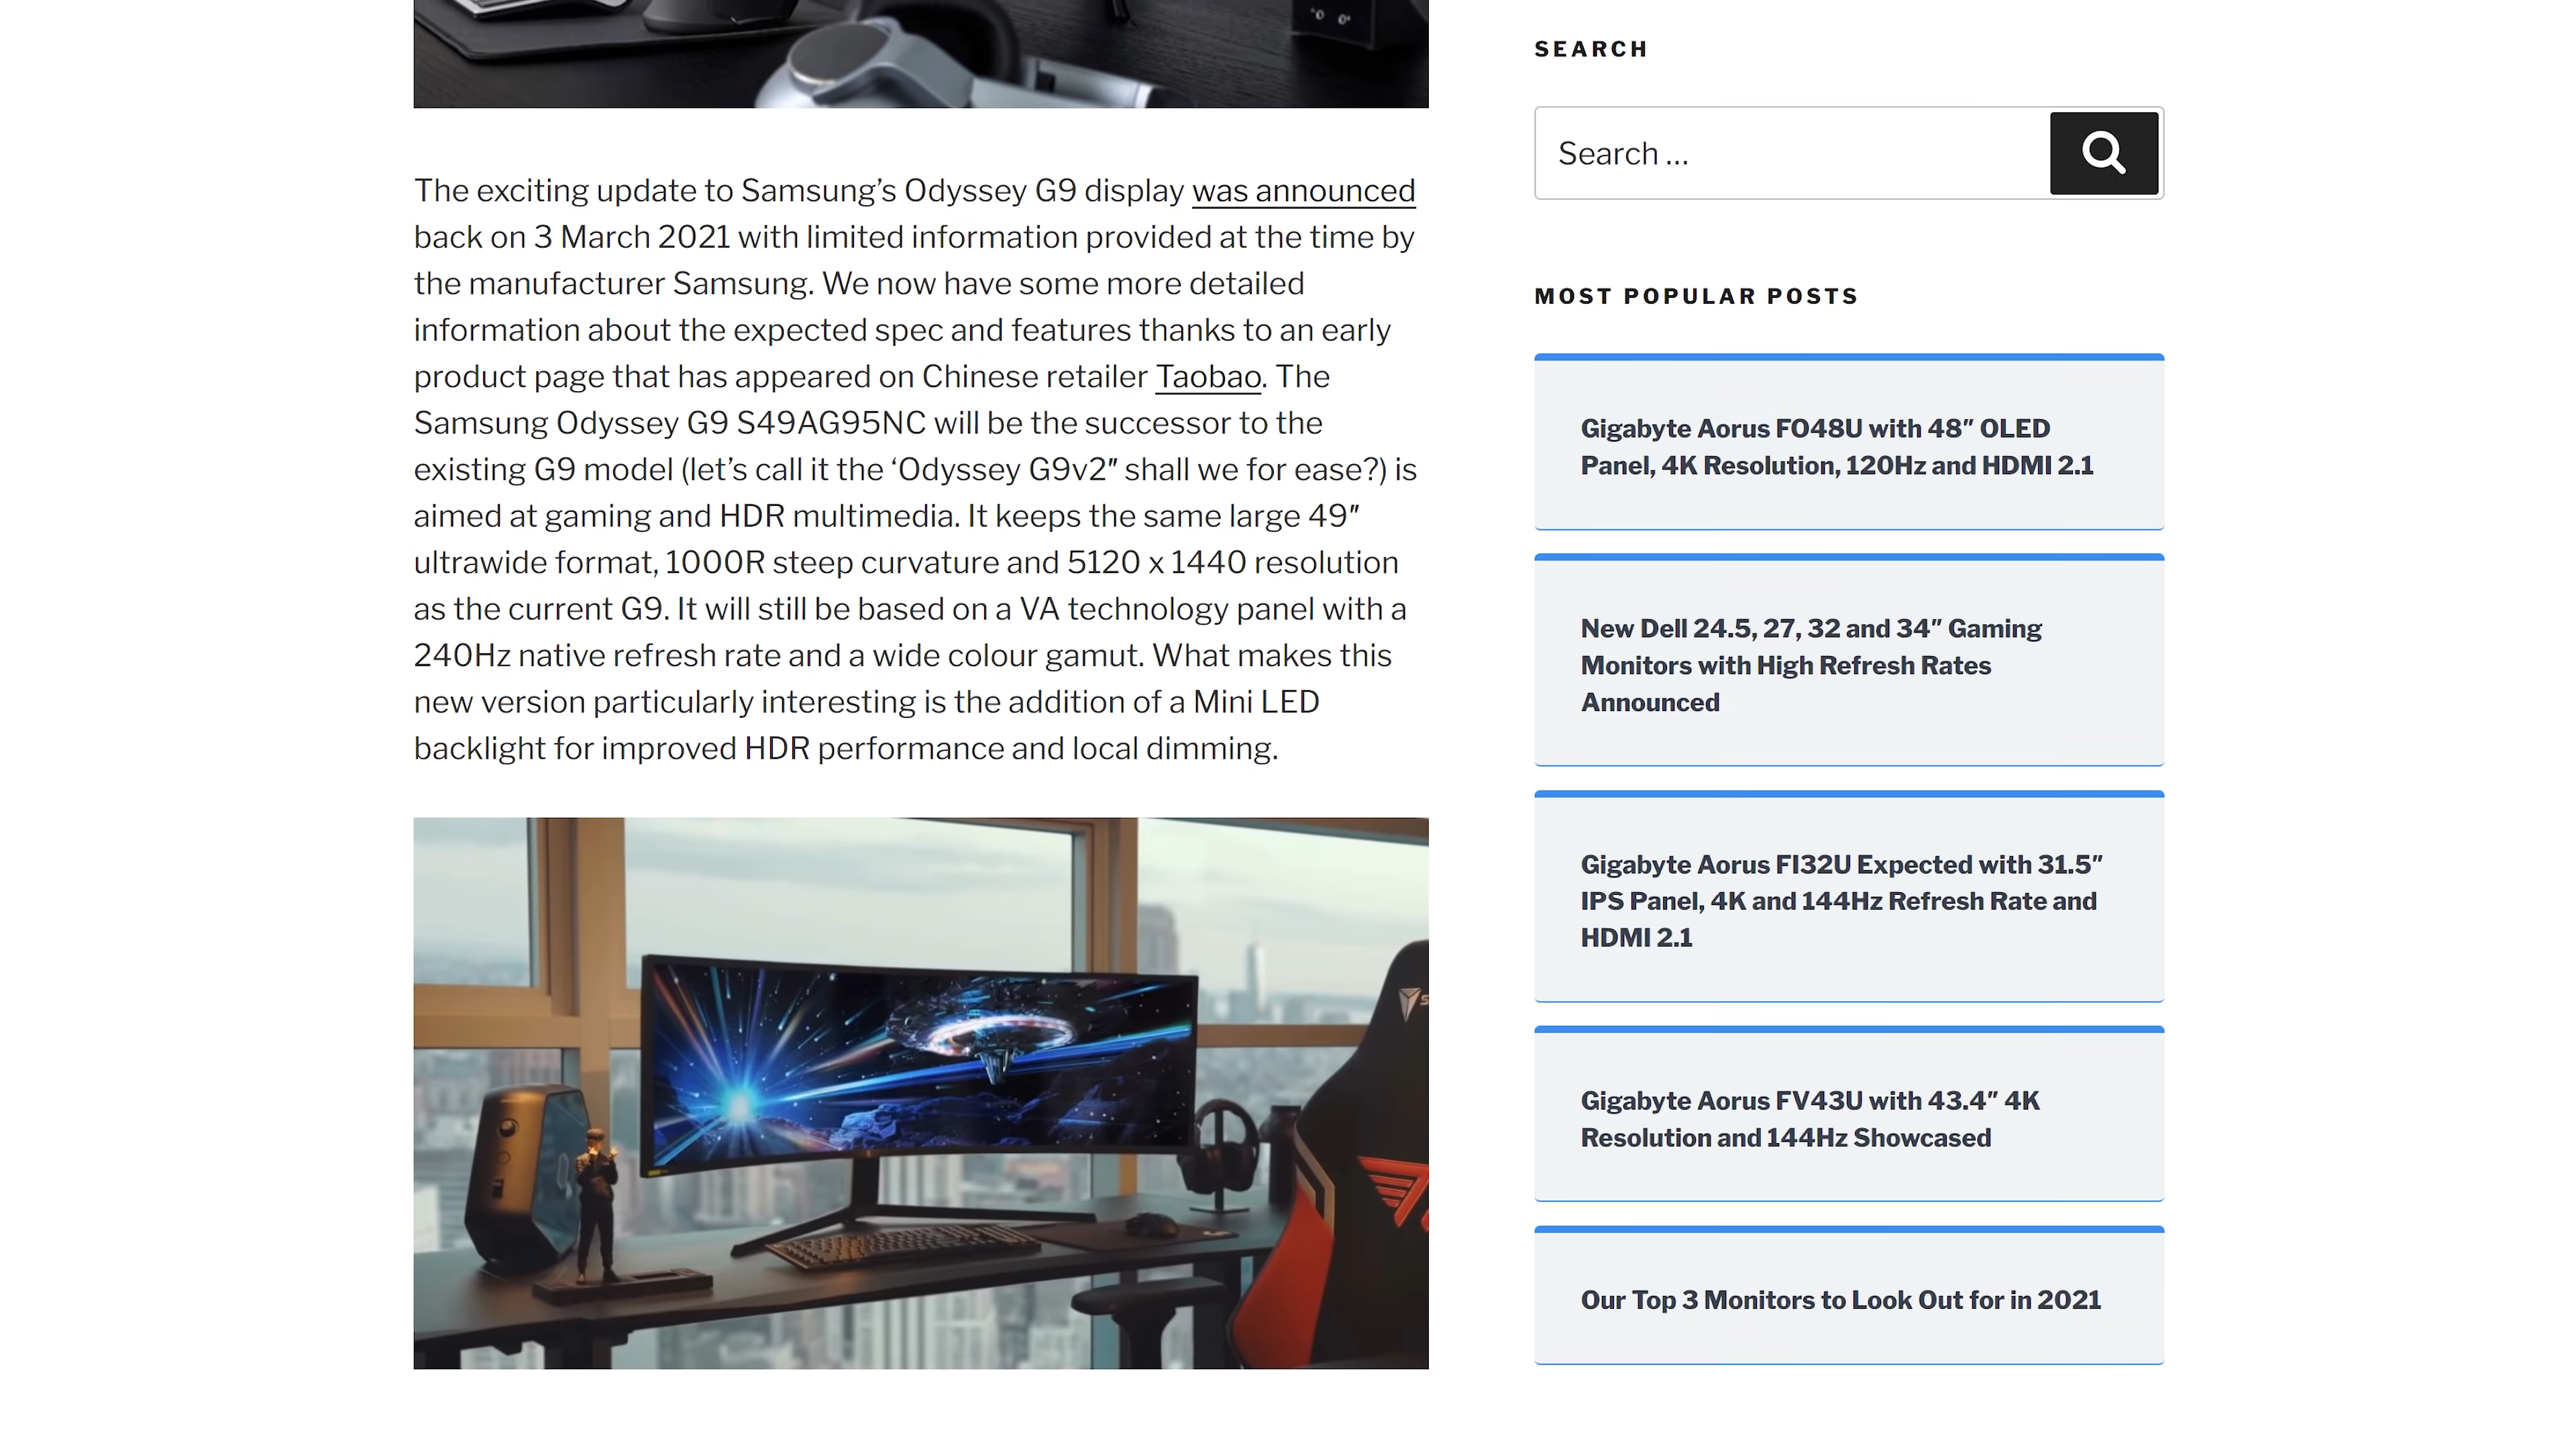 The exciting update to Samsung’s Odyssey G9 display was announced
back on 3 March 2021 with limited information provided at the time by
the manufacturer Samsung. We now have some more detailed
information about the expected spec and features thanks to an early
product page that has appeared on Chinese retailer Taobao. The
Samsung Odyssey G9 S49AG95NC will be the successor to the
existing G9 model (let’s call it the ‘Odyssey G9v2″ shall we for ease?) is
aimed at gaming and HDR multimedia. It keeps the same large 49″
ultrawide format, 1000R steep curvature and 5120 x 1440 resolution
as the current G9. It will still be based on a VA technology panel with a
240Hz native refresh rate and a wide colour gamut. What makes this
new version particularly interesting is the addition of a Mini LED
backlight for improved HDR performance and local dimming.
SEARCH
Search …
MOST POPULAR POSTS
Gigabyte Aorus FO48U with 48″ OLED
Panel, 4K Resolution, 120Hz and HDMI 2.1
New Dell 24.5, 27, 32 and 34″ Gaming
Monitors with High Refresh Rates
Announced
Gigabyte Aorus FI32U Expected with 31.5″
IPS Panel, 4K and 144Hz Refresh Rate and
HDMI 2.1
Gigabyte Aorus FV43U with 43.4″ 4K
Resolution and 144Hz Showcased
Our Top 3 Monitors to Look Out for in 2021